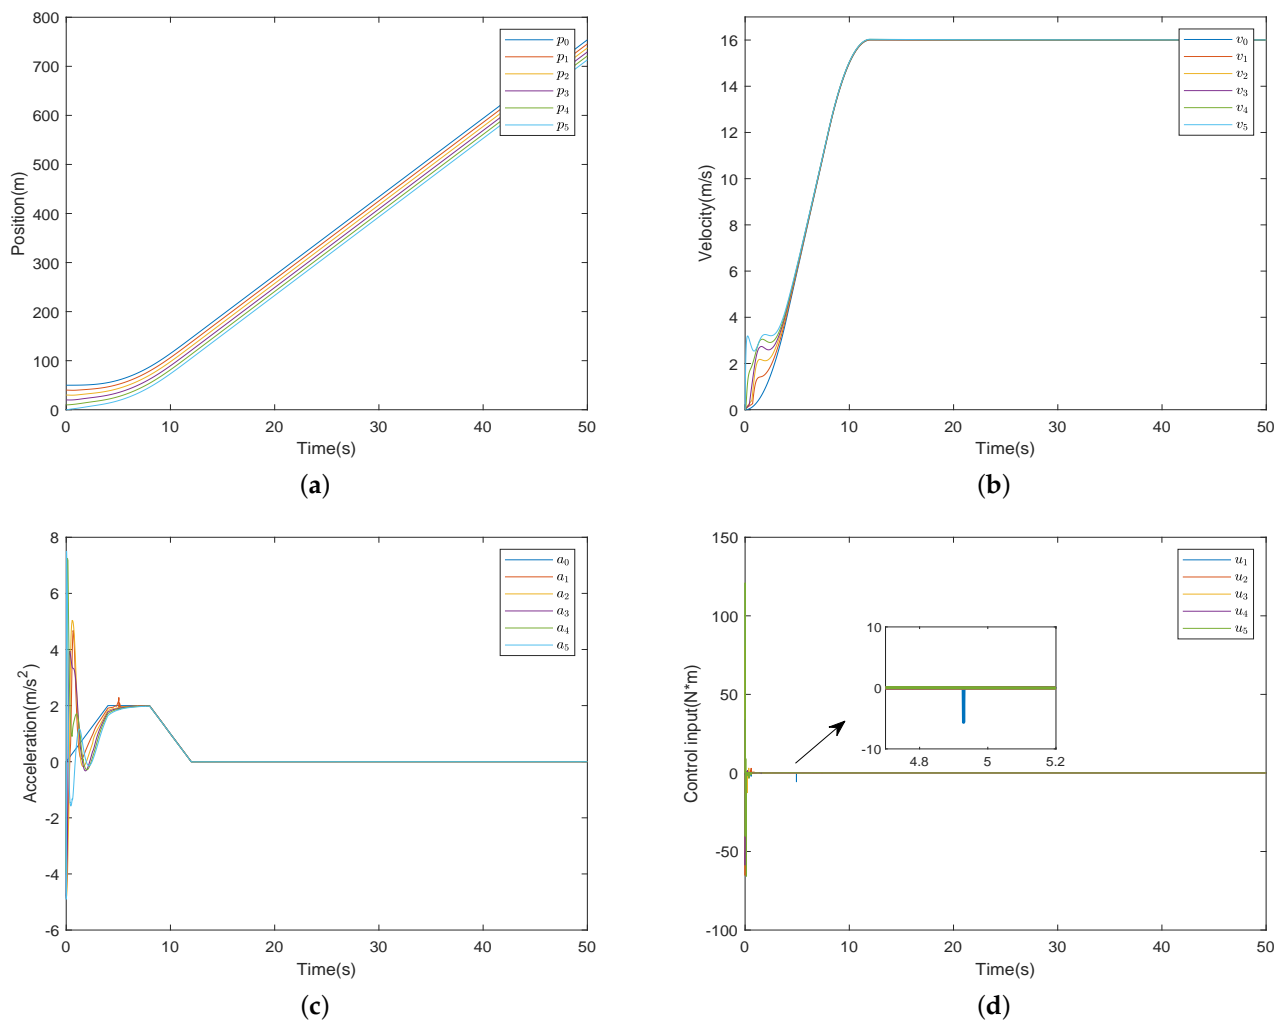 800
700
600
500
400
300
200
100
0
Position(m)
0 10 20 30 40 50
Time(s)
p0
p1
p2
p3
p4
p5
(a)
16
14
12
10
8
6
4
2
0
Velocity(m/s)
0 10 20 30 40 50
Time(s)
v0
v1
v2
v3
v4
v5
(b)
8
6
4
2
0
-2
-4
-6
Acceleration(m/s²)
0 10 20 30 40 50
Time(s)
a0
a1
a2
a3
a4
a5
(c)
150
100
50
0
-50
-100
Control input(N*m)
0 10 20 30 40 50
Time(s)
u1
u2
u3
u4
u5
10
0
-10
4.8 5 5.2
(d)